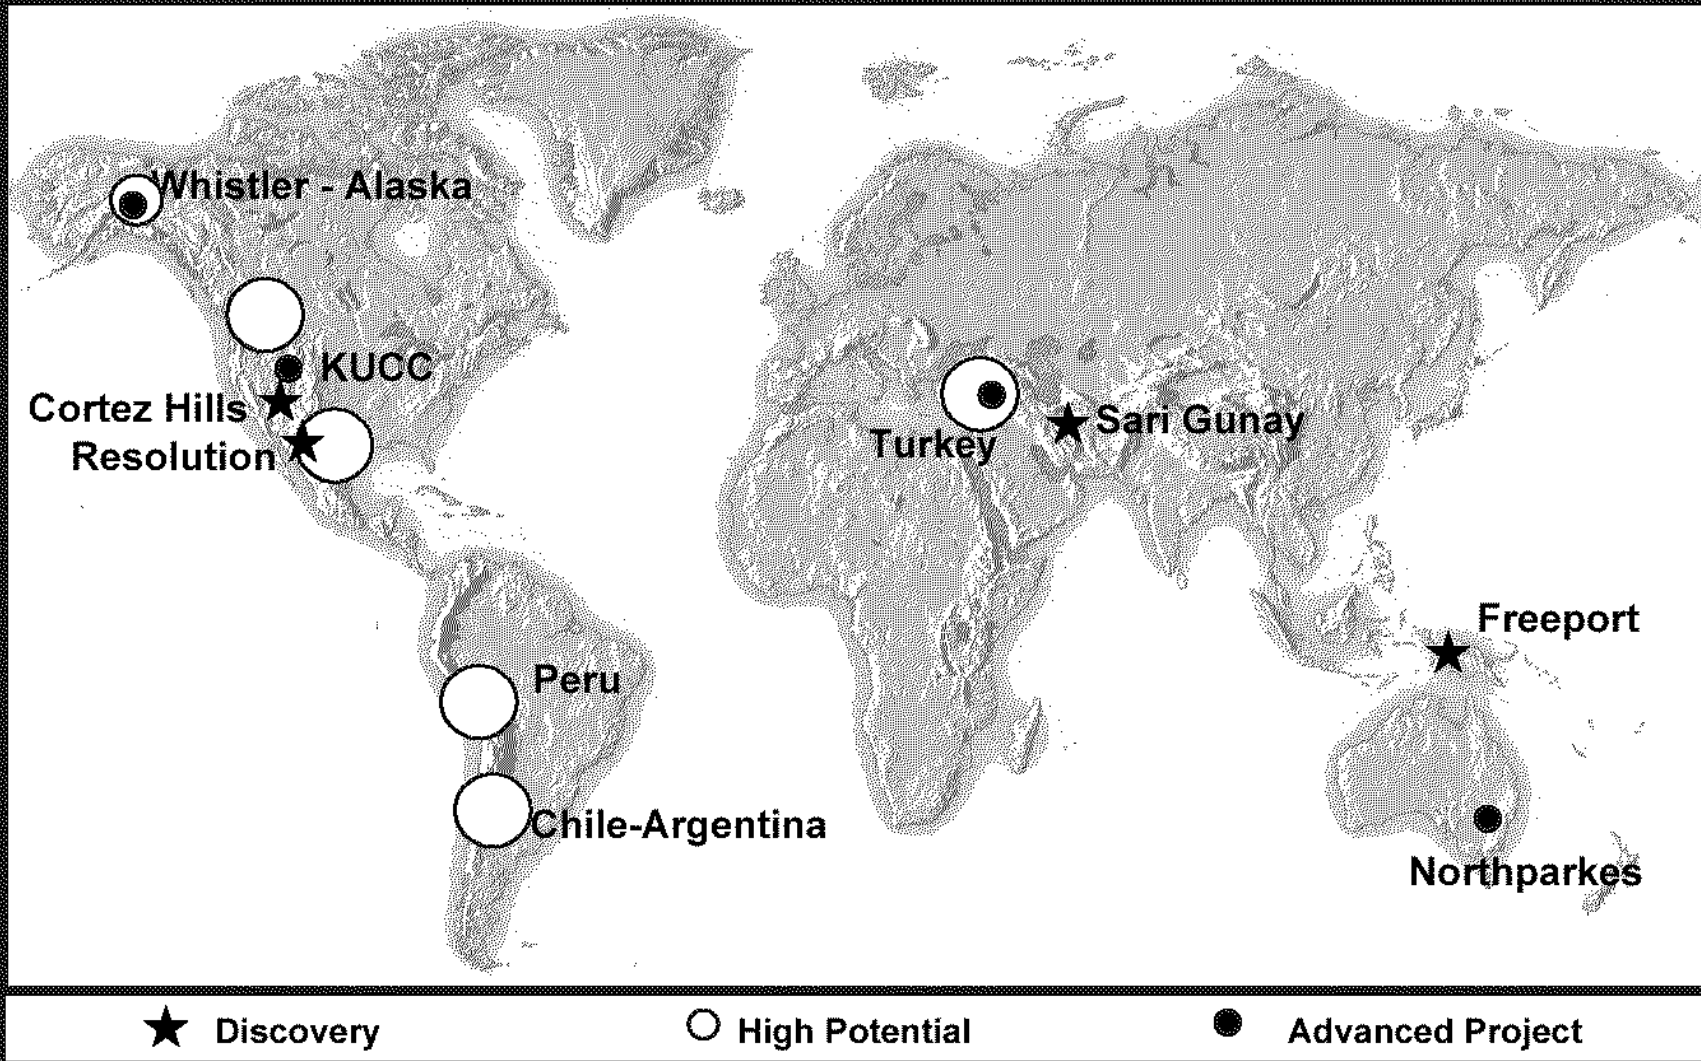 Whistler - Alaska
KUCC
Cortez Hills
Resolution
Turkey
Sari Gunay
Freeport
Peru
Chile-Argentina
Northparkes
Discovery
High Potential
Advanced Project